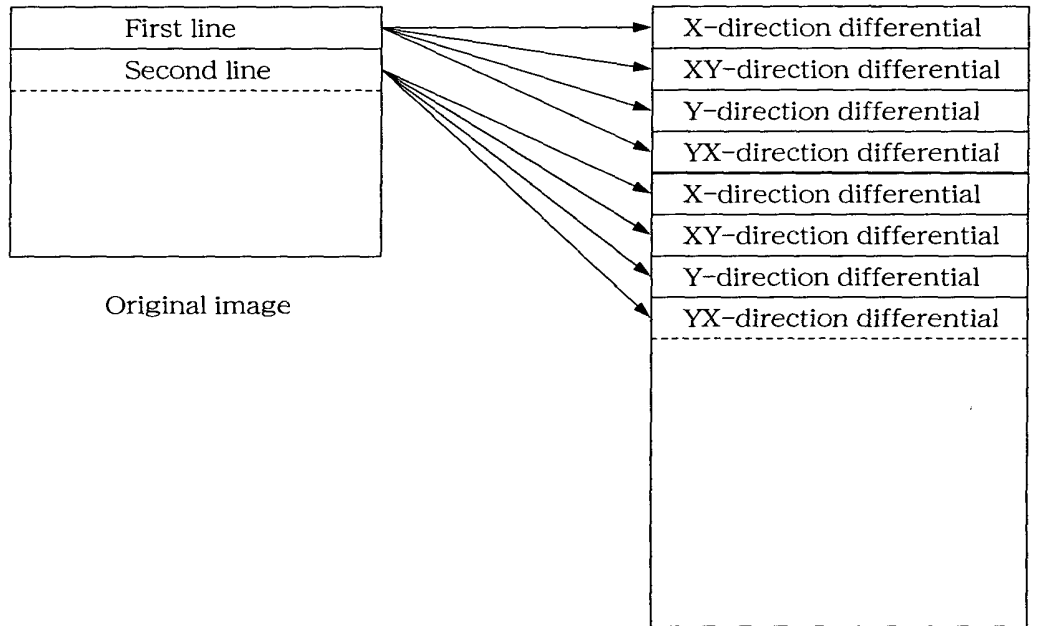 First line
Second line
Original image
X-direction differential
XY-direction differential
Y-direction differential
YX-direction differential
X-direction differential
XY-direction differential
Y-direction differential
YX-direction differential